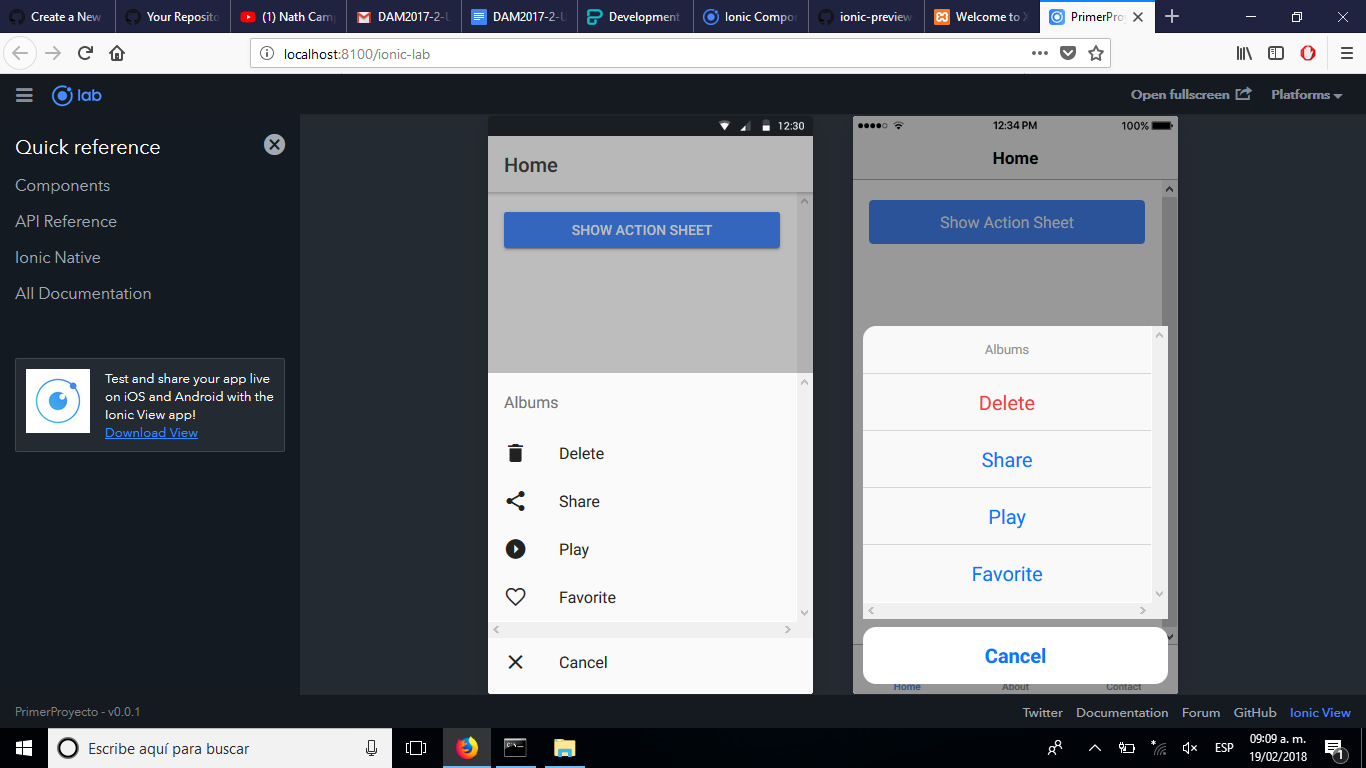 Create a New
Your Reposito
(1) Nath Cam
DAM2017-2-U
DAM2017-2-U
Development
Ionic Compo
ionic-preview
Welcome to X
PrimerPro
localhost:8100/ionic-lab
lab
Open fullscreen
Platforms
Quick reference
Components
API Reference
Ionic Native
All Documentation
Test and share your app live
on iOS and Android with the
Ionic View app!
Download View
12:30
Home
SHOW ACTION SHEET
Albums
Delete
Share
Play
Favorite
Cancel
12:34 PM
100%
Home
Show Action Sheet
Albums
Delete
Share
Play
Favorite
Cancel
Home
About
Contact
PrimerProyecto - v0.0.1
Twitter
Documentation
Forum
GitHub
Ionic View
Escribe aquí para buscar
ESP
09:09 a. m.
19/02/2018
1